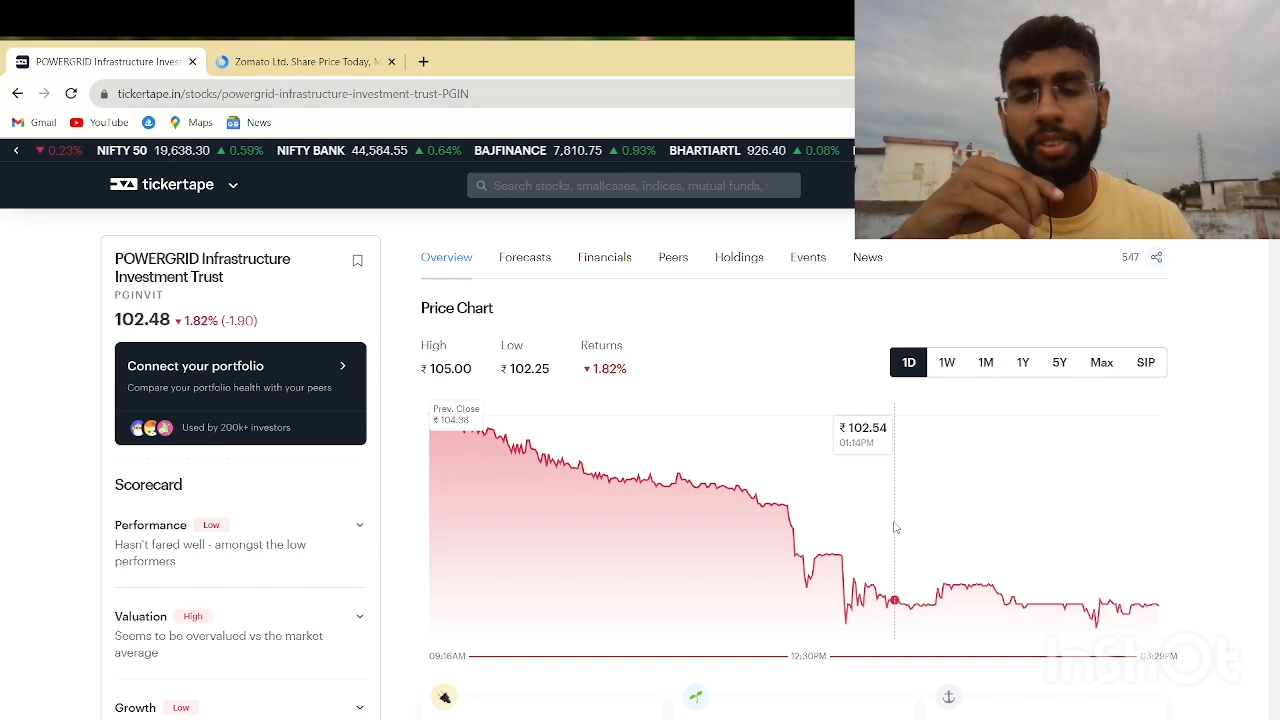 POWERGRID Infrastructure Invest
Zomato Ltd. Share Price Today, M
tickertape.in/stocks/powergrid-infrastructure-investment-trust-PGIN
Gmail YouTube Maps News
0.23% NIFTY 50 19,638.30 0.59% NIFTY BANK 44,584.55 0.64% BAJFINANCE 7,810.75 0.93% BHARTIARTL 926.40 0.08%
tickertape
Search stocks, smallcases, indices, mutual funds,
POWERGRID Infrastructure
Investment Trust
PGINVIT
102.48 1.82% (-1.90)
Connect your portfolio
Compare your portfolio health with your peers
Used by 200k+ investors
Scorecard
Performance Low
Hasn't fared well - amongst the low
performers
Valuation High
Seems to be overvalued vs the market
average
Growth Low
Overview Forecasts Financials Peers Holdings Events News 547
Price Chart
High Low Returns
₹ 105.00 ₹ 102.25 1.82%
1D 1W 1M 1Y 5Y Max SIP
Prev. Close
₹ 104.38
₹ 102.54
01:14PM
09:16AM 12:30PM 03:29PM
InShOt